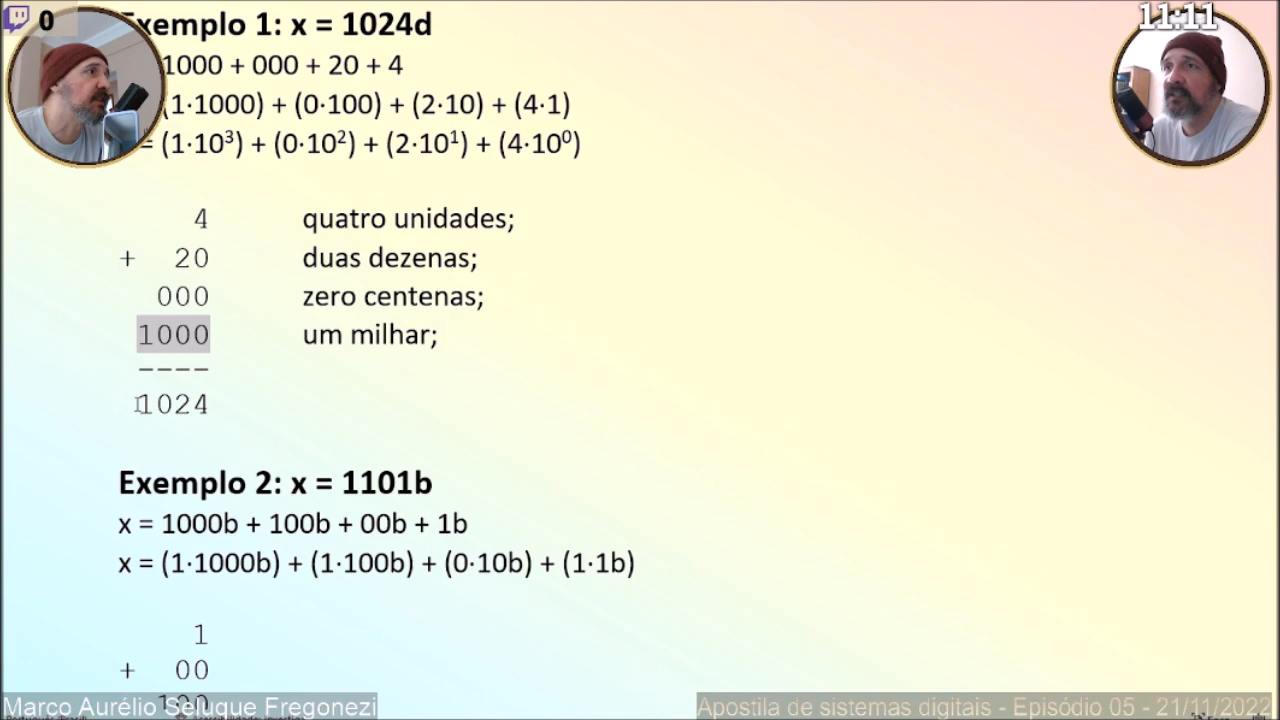 0
11:11
Exemplo 1: x = 1024d
1000 + 000 + 20 + 4
(1·1000) + (0·100) + (2·10) + (4·1)
= (1·10³) + (0·10²) + (2·10¹) + (4·10⁰)
4 quatro unidades;
+ 20 duas dezenas;
000 zero centenas;
1000 um milhar;
----
1024
Exemplo 2: x = 1101b
x = 1000b + 100b + 00b + 1b
x = (1·1000b) + (1·100b) + (0·10b) + (1·1b)
1
+ 00
100
Marco Aurélio Seluque Fregonezi
Apostila de sistemas digitais - Episódio 05 - 21/11/2022